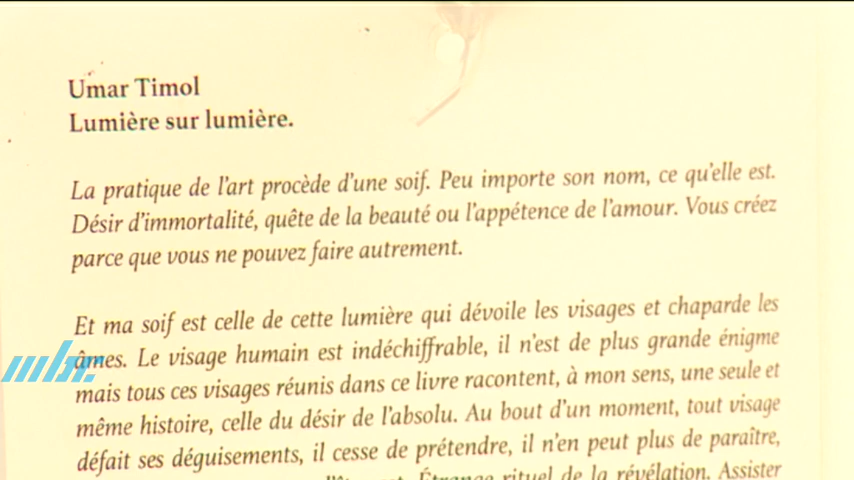 Umar Timol
Lumière sur lumière.
La pratique de l'art procède d'une soif. Peu importe son nom, ce qu'elle est.
Désir d'immortalité, quête de la beauté ou l'appétence de l'amour. Vous créez
parce que vous ne pouvez faire autrement.
Et ma soif est celle de cette lumière qui dévoile les visages et chaparde les
âmes. Le visage humain est indéchiffrable, il n'est de plus grande énigme
mbc
mais tous ces visages réunis dans ce livre racontent, à mon sens, une seule et
même histoire, celle du désir de l'absolu. Au bout d'un moment, tout visage
défait ses déguisements, il cesse de prétendre, il n'en peut plus de paraître,
Étrange rituel de la révélation. Assister